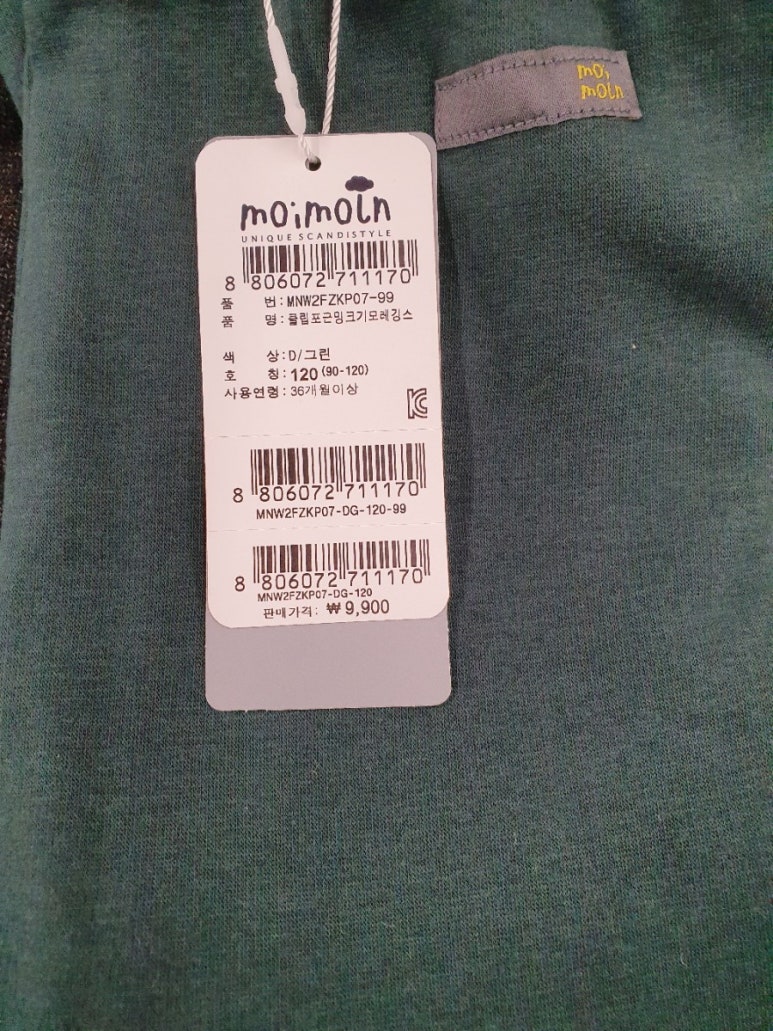 moi
moln
moimoln
UNIQUE SCANDISTYLE
8 806072 711170
품 번:MNW2FZKP07-99
품 명:클립포근밍크기모레깅스
색 상:D/그린
호 칭:120 (90-120)
사용연령:36개월이상
KC
8 806072 711170
MNW2FZKP07-DG-120-99
8 806072 711170
MNW2FZKP07-DG-120
판매가격: ₩9,900